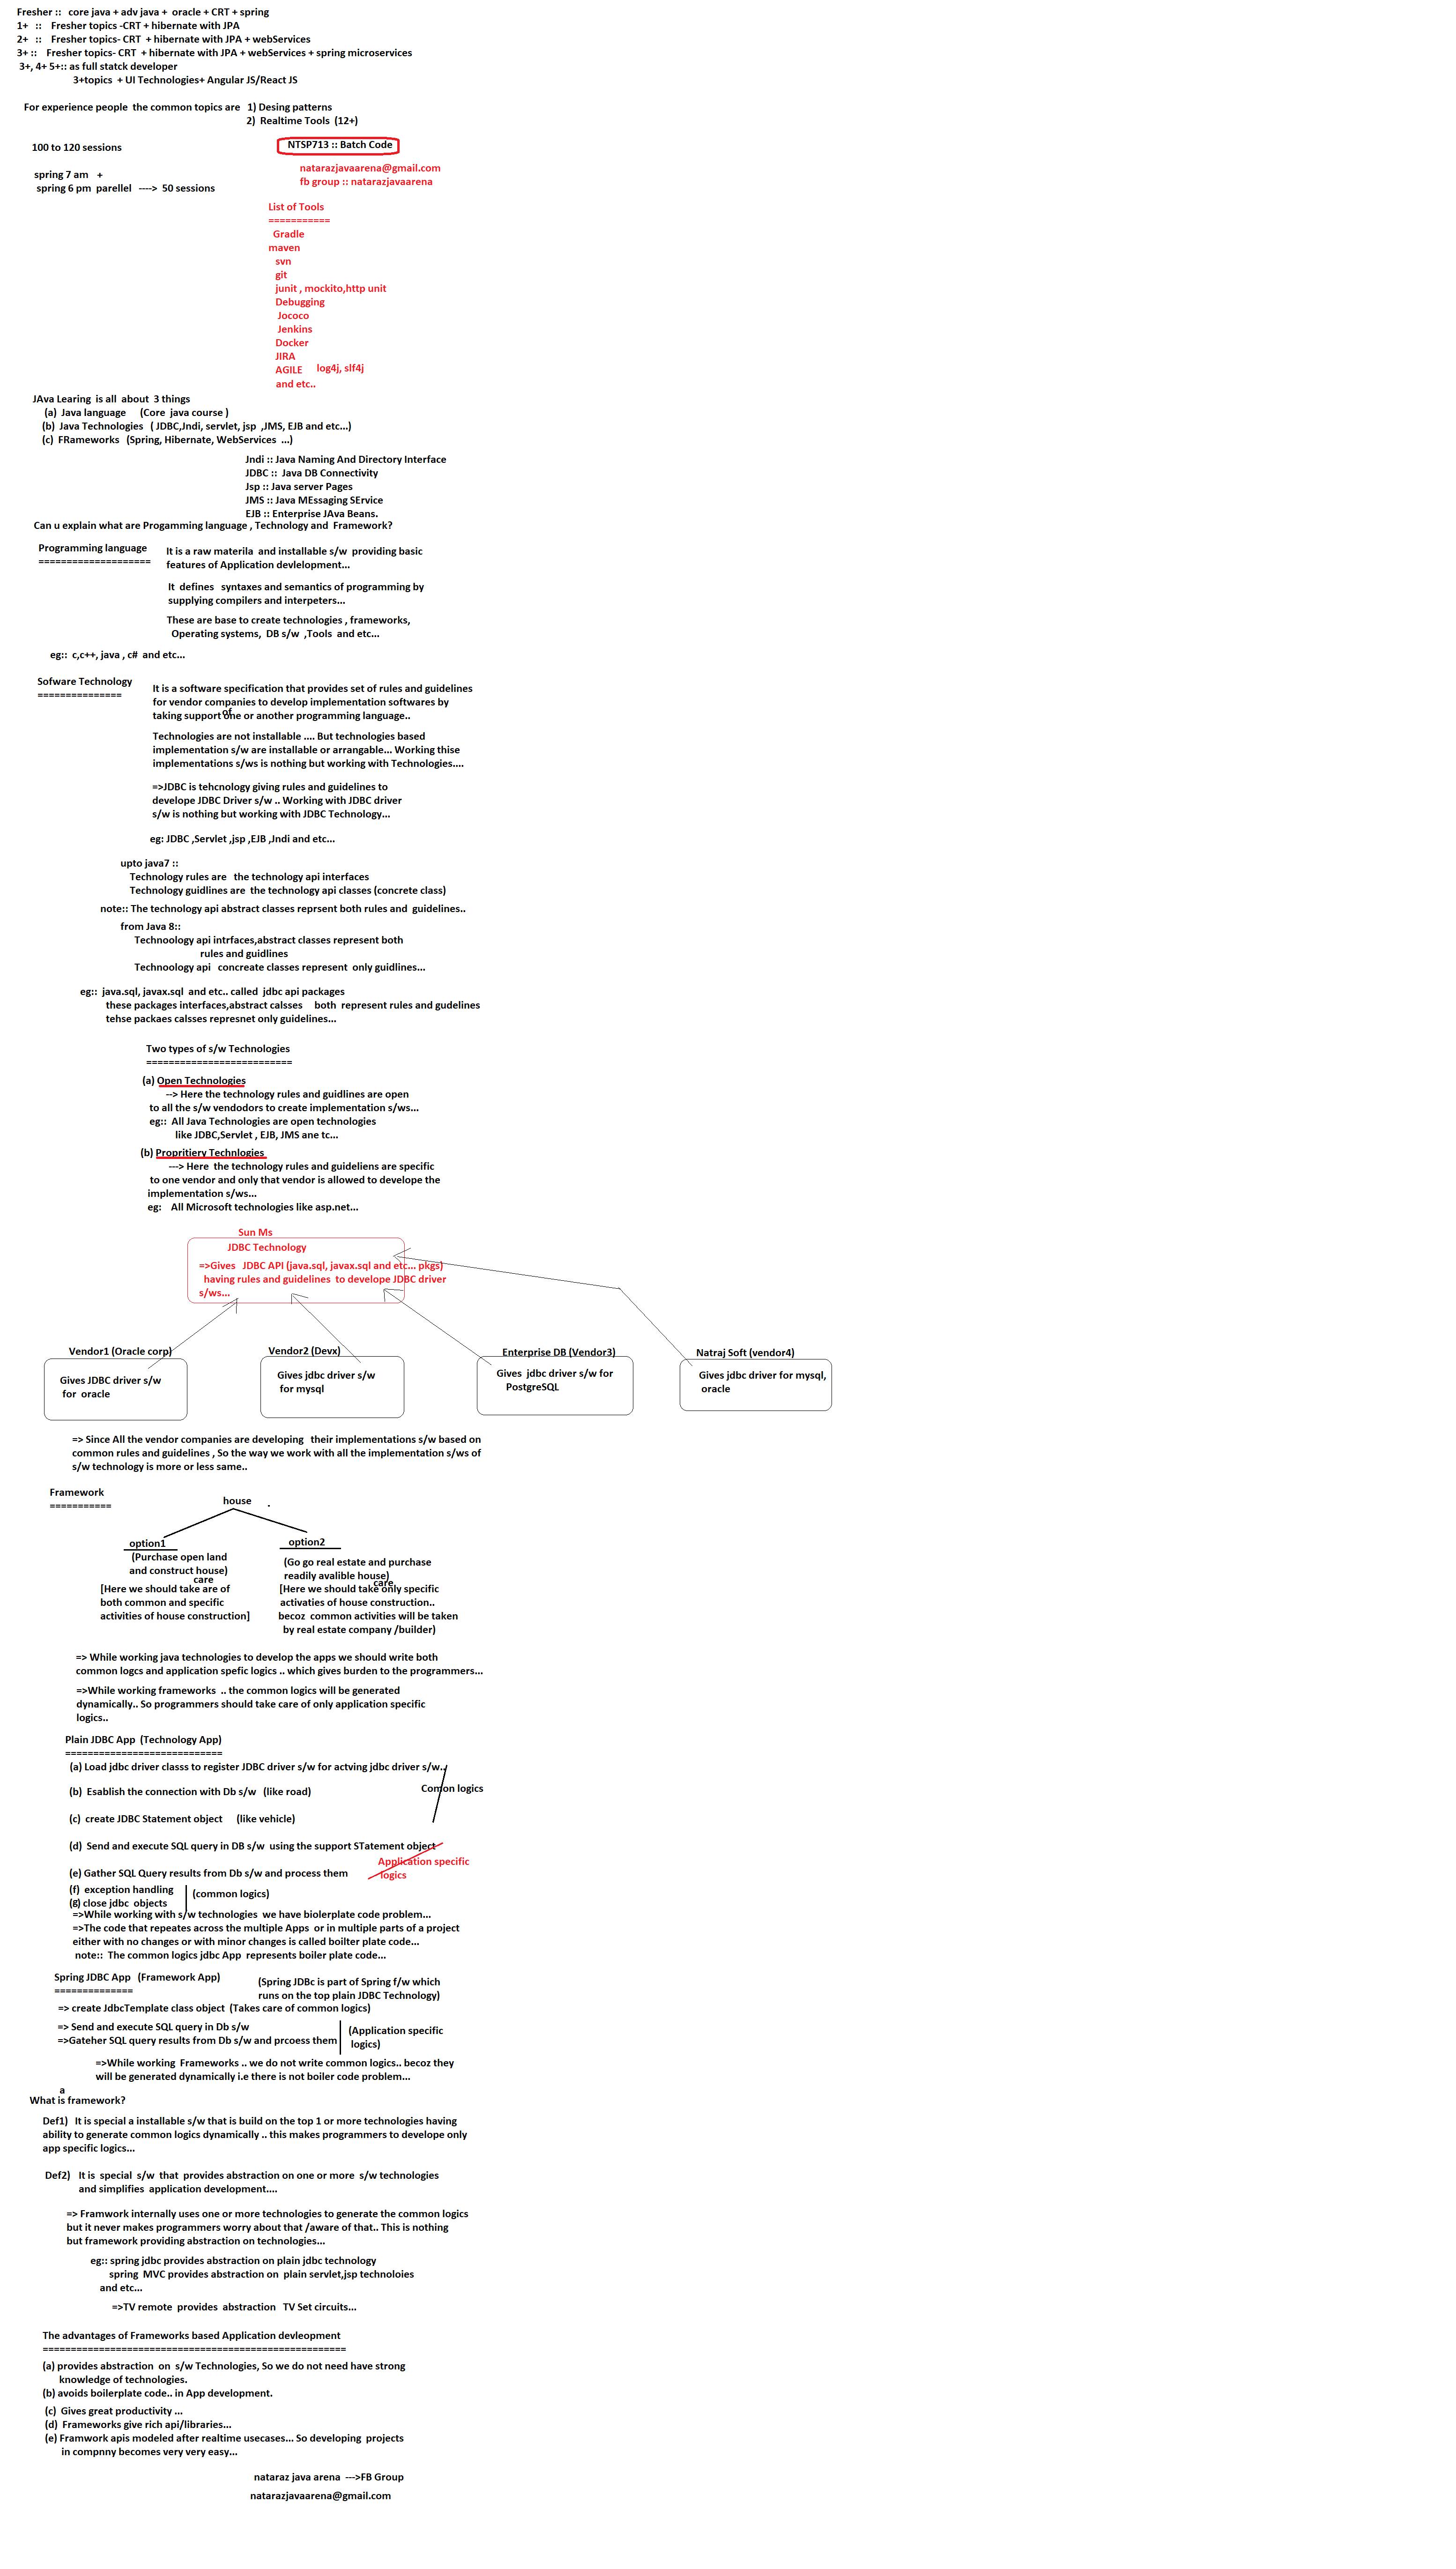 Fresher :: core java + adv java + oracle + CRT + spring
1+ :: Fresher topics -CRT + hibernate with JPA
2+ :: Fresher topics- CRT + hibernate with JPA + webServices
3+ :: Fresher topics- CRT + hibernate with JPA + webServices + spring microservices
3+, 4+ 5+:: as full statck developer
3+topics + UI Technologies+ Angular JS/React JS
For experience people the common topics are 1) Desing patterns
2) Realtime Tools (12+)
NTSP713 :: Batch Code
100 to 120 sessions
natarazjavaarena@gmail.com
spring 7 am +
fb group :: natarazjavaarena
spring 6 pm parellel ----> 50 sessions
List of Tools
===========
Gradle
maven
svn
git
junit , mockito,http unit
Debugging
Jococo
Jenkins
Docker
JIRA
AGILE log4j, slf4j
and etc..
JAva Learing is all about 3 things
(a) Java language (Core java course )
(b) Java Technologies ( JDBC,Jndi, servlet, jsp ,JMS, EJB and etc...)
(c) FRameworks (Spring, Hibernate, WebServices ...)
Jndi :: Java Naming And Directory Interface
JDBC :: Java DB Connectivity
Jsp :: Java server Pages
JMS :: Java MEssaging SErvice
EJB :: Enterprise JAva Beans.
Can u explain what are Progamming language , Technology and Framework?
Programming language
====================
It is a raw materila and installable s/w providing basic
features of Application devlelopment...
It defines syntaxes and semantics of programming by
supplying compilers and interpeters...
These are base to create technologies , frameworks,
Operating systems, DB s/w ,Tools and etc...
eg:: c,c++, java , c# and etc...
Sofware Technology
===============
It is a software specification that provides set of rules and guidelines
for vendor companies to develop implementation softwares by
of
taking support one or another programming language..
Technologies are not installable .... But technologies based
implementation s/w are installable or arrangable... Working thise
implementations s/ws is nothing but working with Technologies....
=>JDBC is tehcnology giving rules and guidelines to
develope JDBC Driver s/w .. Working with JDBC driver
s/w is nothing but working with JDBC Technology...
eg: JDBC ,Servlet ,jsp ,EJB ,Jndi and etc...
upto java7 ::
Technology rules are the technology api interfaces
Technology guidlines are the technology api classes (concrete class)
note:: The technology api abstract classes reprsent both rules and guidelines..
from Java 8::
Technoology api intrfaces,abstract classes represent both
rules and guidlines
Technoology api concreate classes represent only guidlines...
eg:: java.sql, javax.sql and etc.. called jdbc api packages
these packages interfaces,abstract calsses both represent rules and gudelines
tehse packaes calsses represnet only guidelines...
Two types of s/w Technologies
==========================
(a) Open Technologies
--> Here the technology rules and guidlines are open
to all the s/w vendodors to create implementation s/ws...
eg:: All Java Technologies are open technologies
like JDBC,Servlet , EJB, JMS ane tc...
(b) Propritiery Technlogies
---> Here the technology rules and guideliens are specific
to one vendor and only that vendor is allowed to develope the
implementation s/ws...
eg: All Microsoft technologies like asp.net...
Sun Ms
JDBC Technology
=>Gives JDBC API (java.sql, javax.sql and etc... pkgs)
having rules and guidelines to develope JDBC driver
s/ws...
Vendor1 (Oracle corp)
Gives JDBC driver s/w
for oracle
Vendor2 (Devx)
Gives jdbc driver s/w
for mysql
Enterprise DB (Vendor3)
Gives jdbc driver s/w for
PostgreSQL
Natraj Soft (vendor4)
Gives jdbc driver for mysql,
oracle
=> Since All the vendor companies are developing their implementations s/w based on
common rules and guidelines , So the way we work with all the implementation s/ws of
s/w technology is more or less same..
Framework
===========
house .
option1
(Purchase open land
and construct house)
care
[Here we should take are of
both common and specific
activities of house construction]
option2
(Go go real estate and purchase
readily avalible house)
care
[Here we should take only specific
activaties of house construction..
becoz common activities will be taken
by real estate company /builder)
=> While working java technologies to develop the apps we should write both
common logcs and application spefic logics .. which gives burden to the programmers...
=>While working frameworks .. the common logics will be generated
dynamically.. So programmers should take care of only application specific
logics..
Plain JDBC App (Technology App)
============================
(a) Load jdbc driver classs to register JDBC driver s/w for actving jdbc driver s/w..
Comon logics
(b) Esablish the connection with Db s/w (like road)
(c) create JDBC Statement object (like vehicle)
(d) Send and execute SQL query in DB s/w using the support STatement object
Application specific
logics
(e) Gather SQL Query results from Db s/w and process them
(f) exception handling
(common logics)
(g) close jdbc objects
=>While working with s/w technologies we have biolerplate code problem...
=>The code that repeates across the multiple Apps or in multiple parts of a project
either with no changes or with minor changes is called boilter plate code...
note:: The common logics jdbc App represents boiler plate code...
Spring JDBC App (Framework App)
==============
(Spring JDBc is part of Spring f/w which
runs on the top plain JDBC Technology)
=> create JdbcTemplate class object (Takes care of common logics)
=> Send and execute SQL query in Db s/w
=>Gateher SQL query results from Db s/w and prcoess them
(Application specific
logics)
=>While working Frameworks .. we do not write common logics.. becoz they
will be generated dynamically i.e there is not boiler code problem...
a
What is framework?
Def1) It is special a installable s/w that is build on the top 1 or more technologies having
ability to generate common logics dynamically .. this makes programmers to develope only
app specific logics...
Def2) It is special s/w that provides abstraction on one or more s/w technologies
and simplifies application development....
=> Framwork internally uses one or more technologies to generate the common logics
but it never makes programmers worry about that /aware of that.. This is nothing
but framework providing abstraction on technologies...
eg:: spring jdbc provides abstraction on plain jdbc technology
spring MVC provides abstraction on plain servlet,jsp technoloies
and etc...
=>TV remote provides abstraction TV Set circuits...
The advantages of Frameworks based Application devleopment
======================================================
(a) provides abstraction on s/w Technologies, So we do not need have strong
knowledge of technologies.
(b) avoids boilerplate code.. in App development.
(c) Gives great productivity ...
(d) Frameworks give rich api/libraries...
(e) Framwork apis modeled after realtime usecases... So developing projects
in compnny becomes very very easy...
nataraz java arena --->FB Group
natarazjavaarena@gmail.com